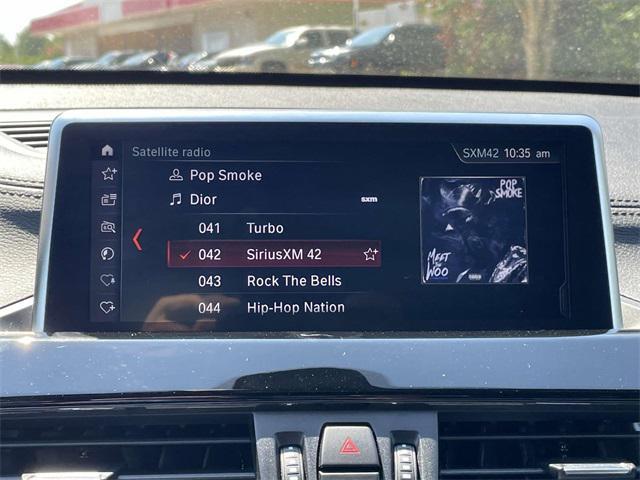 Satellite radio
SXM42 10:35 am
Pop Smoke
Dior
sxm
041 Turbo
042 SiriusXM 42
043 Rock The Bells
044 Hip-Hop Nation
POP
SMOKE
MEET
THE
WOO